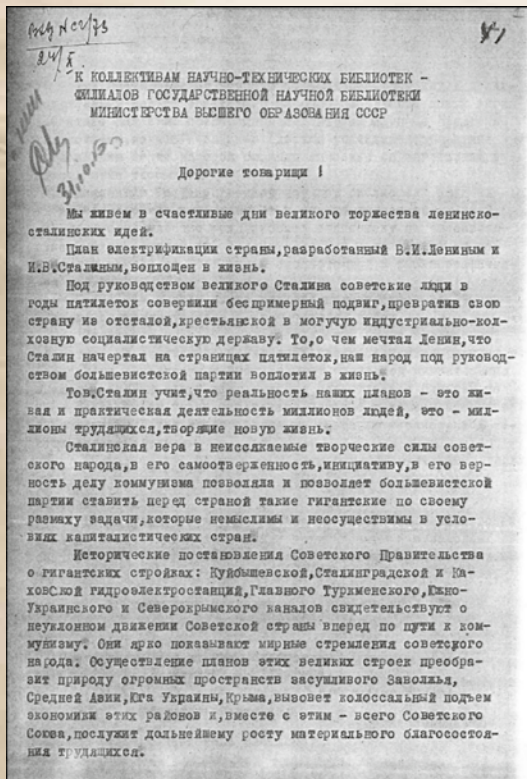 К КОЛЛЕКТИВАМ НАУЧНО-ТЕХНИЧЕСКИХ БИБЛИОТЕК -
ФИЛИАЛОВ ГОСУДАРСТВЕННОЙ НАУЧНОЙ БИБЛИОТЕКИ
МИНИСТЕРСТВА ВЫСШЕГО ОБРАЗОВАНИЯ СССР
31.10.50
Дорогие товарищи !
Мы живем в счастливые дни великого торжества ленинско-
сталинских идей.
План электрификации страны,разработанный В.И.Лениным и
И.В.Сталиным,воплощен в жизнь.
Под руководством великого Сталина советские люди в
годы пятилеток совершили беспримерный подвиг,превратив свою
страну из отсталой,крестьянской в могучую индустриально-кол-
хозную социалистическую державу. То,о чем мечтал Ленин,что
Сталин начертал на страницах пятилеток,наш народ под руковод-
ством большевистской партии воплотил в жизнь.
Тов.Сталин учит,что реальность наших планов - это жи-
вая и практическая деятельность миллионов людей, это - мил-
лионы трудящихся,творящие новую жизнь.
Сталинская вера в неиссякаемые творческие силы совет-
ского народа,в его самоотверженность,инициативу,в его вер-
ность делу коммунизма позволяла и позволяет большевистской
партии ставить перед страной такие гигантские по своему
размаху задачи,которые немыслимы и неосуществимы в усло-
виях капиталистических стран.
Исторические постановления Советского Правительства
о гигантских стройках: Куйбышевской,Сталинградской и Ка-
ховской гидроэлектростанций,Главного Туркменского,Южно-
Украинского и Северокрымского каналов свидетельствуют о
неуклонном движении Советской страны вперед по пути к ком-
мунизму. Они ярко показывают мирные стремления советского
народа. Осуществление планов этих великих строек преобра-
зит природу огромных пространств засушливого Заволжья,
Средней Азии,Юга Украины,Крыма,вызовет колоссальный подъем
экономики этих районов и,вместе с этим - всего Советского
Союза,послужит дальнейшему росту материального благосостоя-
ния трудящихся.